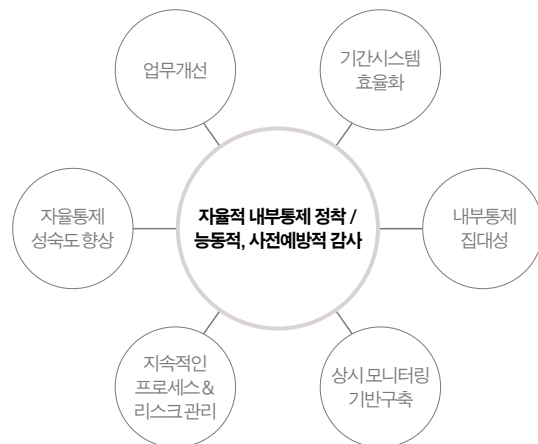 업무개선
기간시스템
효율화
자율통제
성숙도 향상
자율적 내부통제 정착 /
능동적, 사전예방적 감사
내부통제
집대성
지속적인
프로세스 &
리스크 관리
상시 모니터링
기반구축